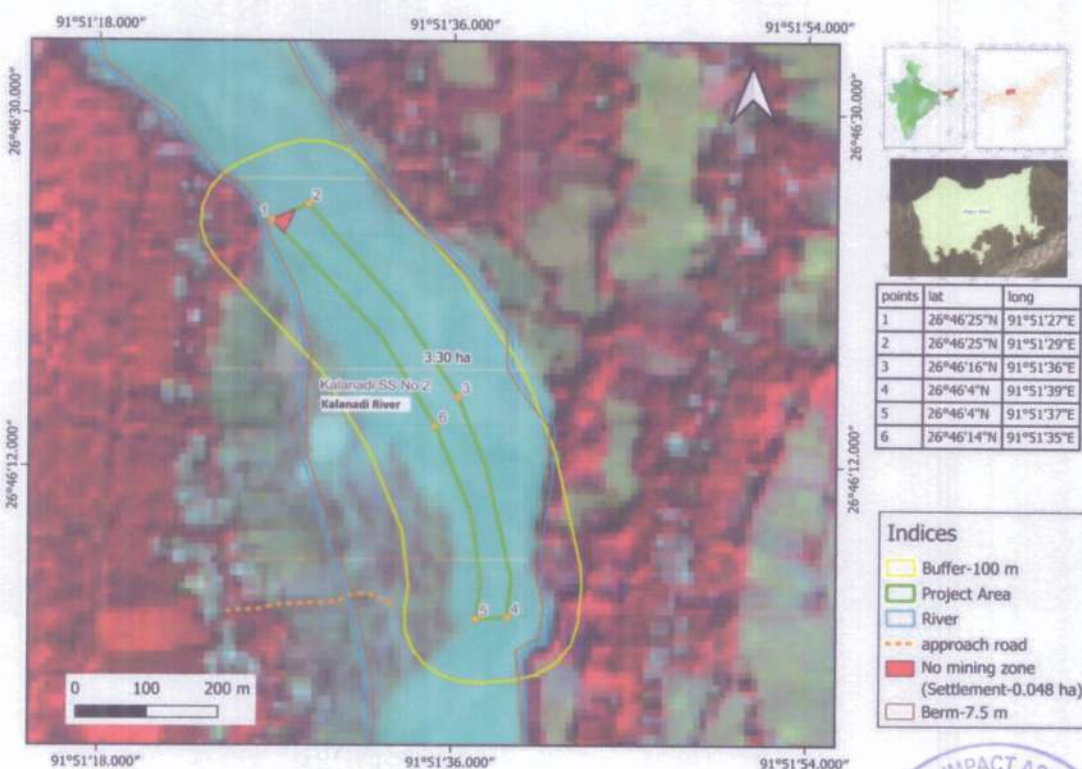 91°51'18.000" 91°51'36.000" 91°51'54.000"
26°46'30.000" 26°46'30.000"
1 2
3.30 ha
Kalanadi SS No 2
3
Kalanadi River
6
26°46'12.000" 26°46'12.000"
5 4
0 100 200 m
91°51'18.000" 91°51'36.000" 91°51'54.000"
points lat long
1 26°46'25"N 91°51'27"E
2 26°46'25"N 91°51'29"E
3 26°46'16"N 91°51'36"E
4 26°46'4"N 91°51'39"E
5 26°46'4"N 91°51'37"E
6 26°46'14"N 91°51'35"E
Indices
Buffer-100 m
Project Area
River
approach road
No mining zone
(Settlement-0.048 ha)
Berm-7.5 m
IMPACT